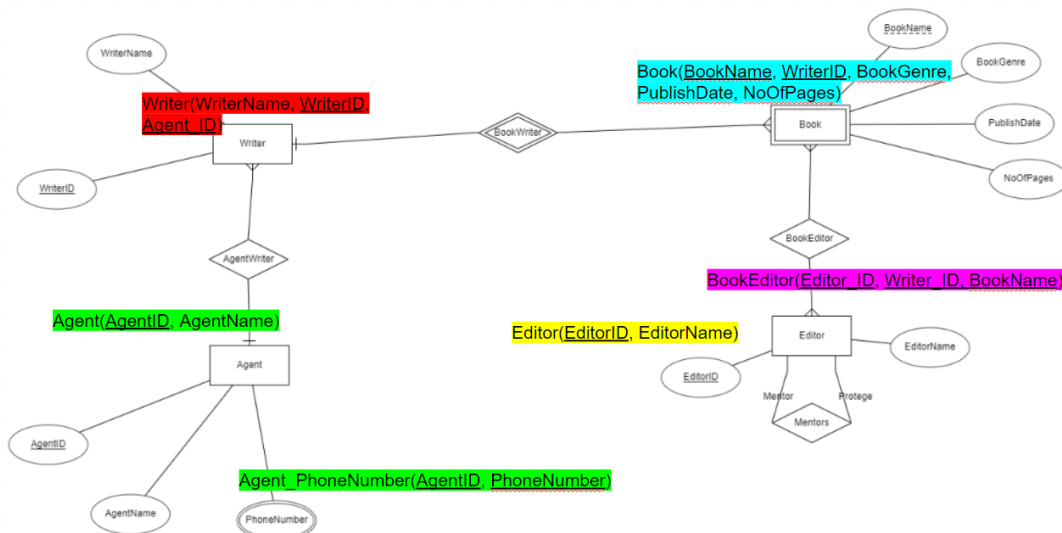 BookName
WriterName
BookGenre
Book(BookName, WriterID, BookGenre,
PublishDate, NoOfPages)
Writer(WriterName, WriterID,
Agent_ID)
Writer
BookWriter
Book
PublishDate
NoOfPages
WriterID
BookEditor
AgentWriter
BookEditor(Editor_ID, Writer_ID, BookName)
Agent(AgentID, AgentName)
Editor(EditorID, EditorName)
Editor
EditorName
Agent
EditorID
Mentor
Protege
Mentors
AgentID
Agent_PhoneNumber(AgentID, PhoneNumber)
AgentName
PhoneNumber